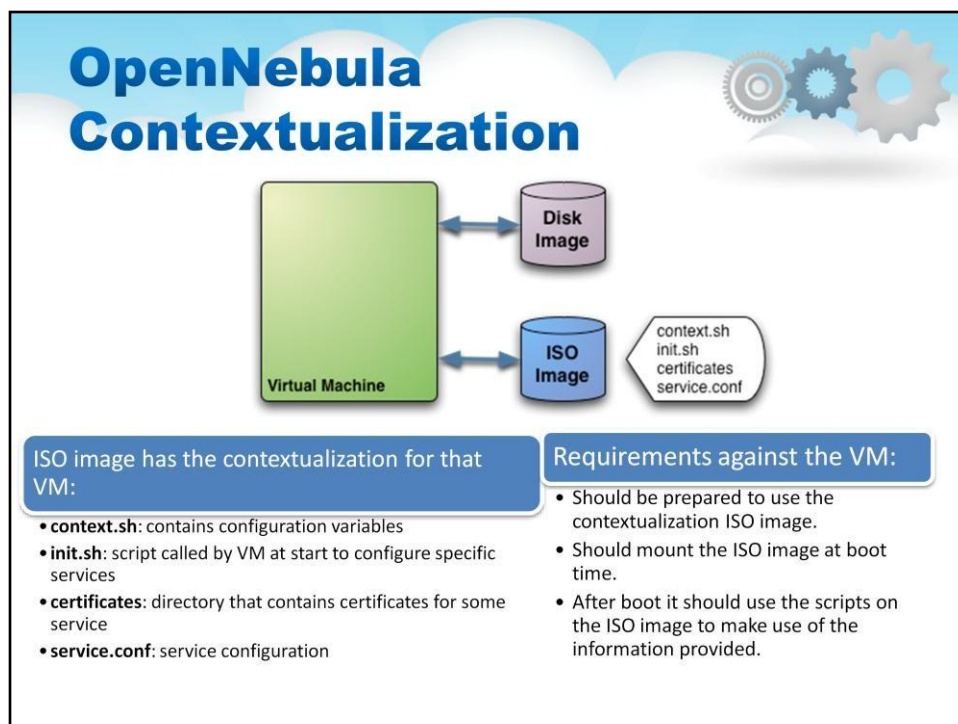 OpenNebula
Contextualization
Disk
Image
ISO
Image
context.sh
init.sh
certificates
service.conf
Virtual Machine
ISO image has the contextualization for that
VM:
• context.sh: contains configuration variables
• init.sh: script called by VM at start to configure specific
services
• certificates: directory that contains certificates for some
service
• service.conf: service configuration
Requirements against the VM:
• Should be prepared to use the
contextualization ISO image.
• Should mount the ISO image at boot
time.
• After boot it should use the scripts on
the ISO image to make use of the
information provided.